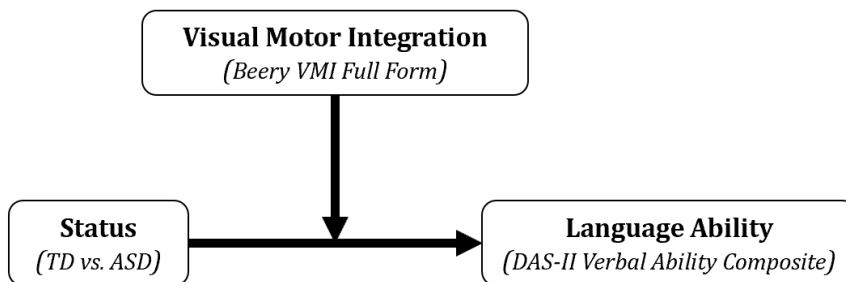 Visual Motor Integration
(Beery VMI Full Form)
Status
(TD vs. ASD)
Language Ability
(DAS-II Verbal Ability Composite)